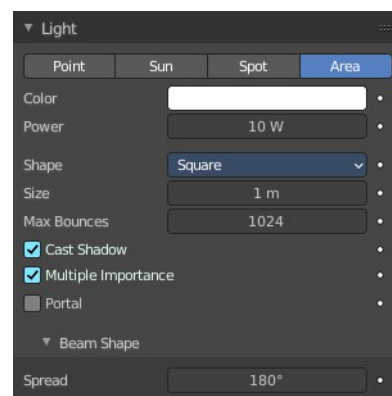 Light
Point Sun Spot Area
Color
Power 10 W
Shape Square
Size 1 m
Max Bounces 1024
Cast Shadow
Multiple Importance
Portal
Beam Shape
Spread 180°